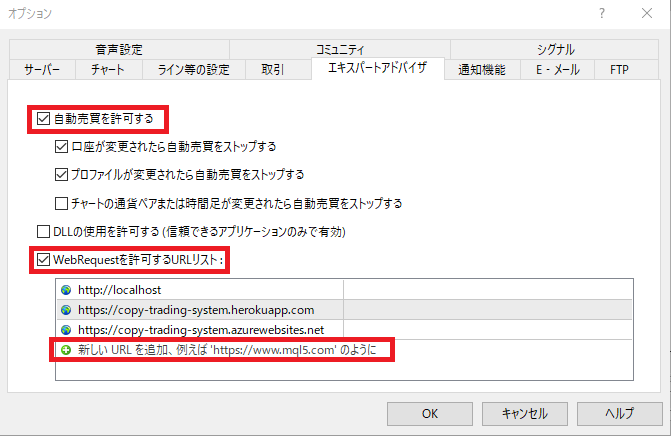 オプション
? ×
音声設定 コミュニティ シグナル
サーバー チャート ライン等の設定 取引 エキスパートアドバイザ 通知機能 E - メール FTP
自動売買を許可する
口座が変更されたら自動売買をストップする
プロファイルが変更されたら自動売買をストップする
チャートの通貨ペアまたは時間足が変更されたら自動売買をストップする
DLLの使用を許可する (信頼できるアプリケーションのみで有効)
WebRequestを許可するURLリスト:
http://localhost
https://copy-trading-system.herokuapp.com
https://copy-trading-system.azurewebsites.net
新しい URL を追加、例えば 'https://www.mql5.com' のように
OK キャンセル ヘルプ